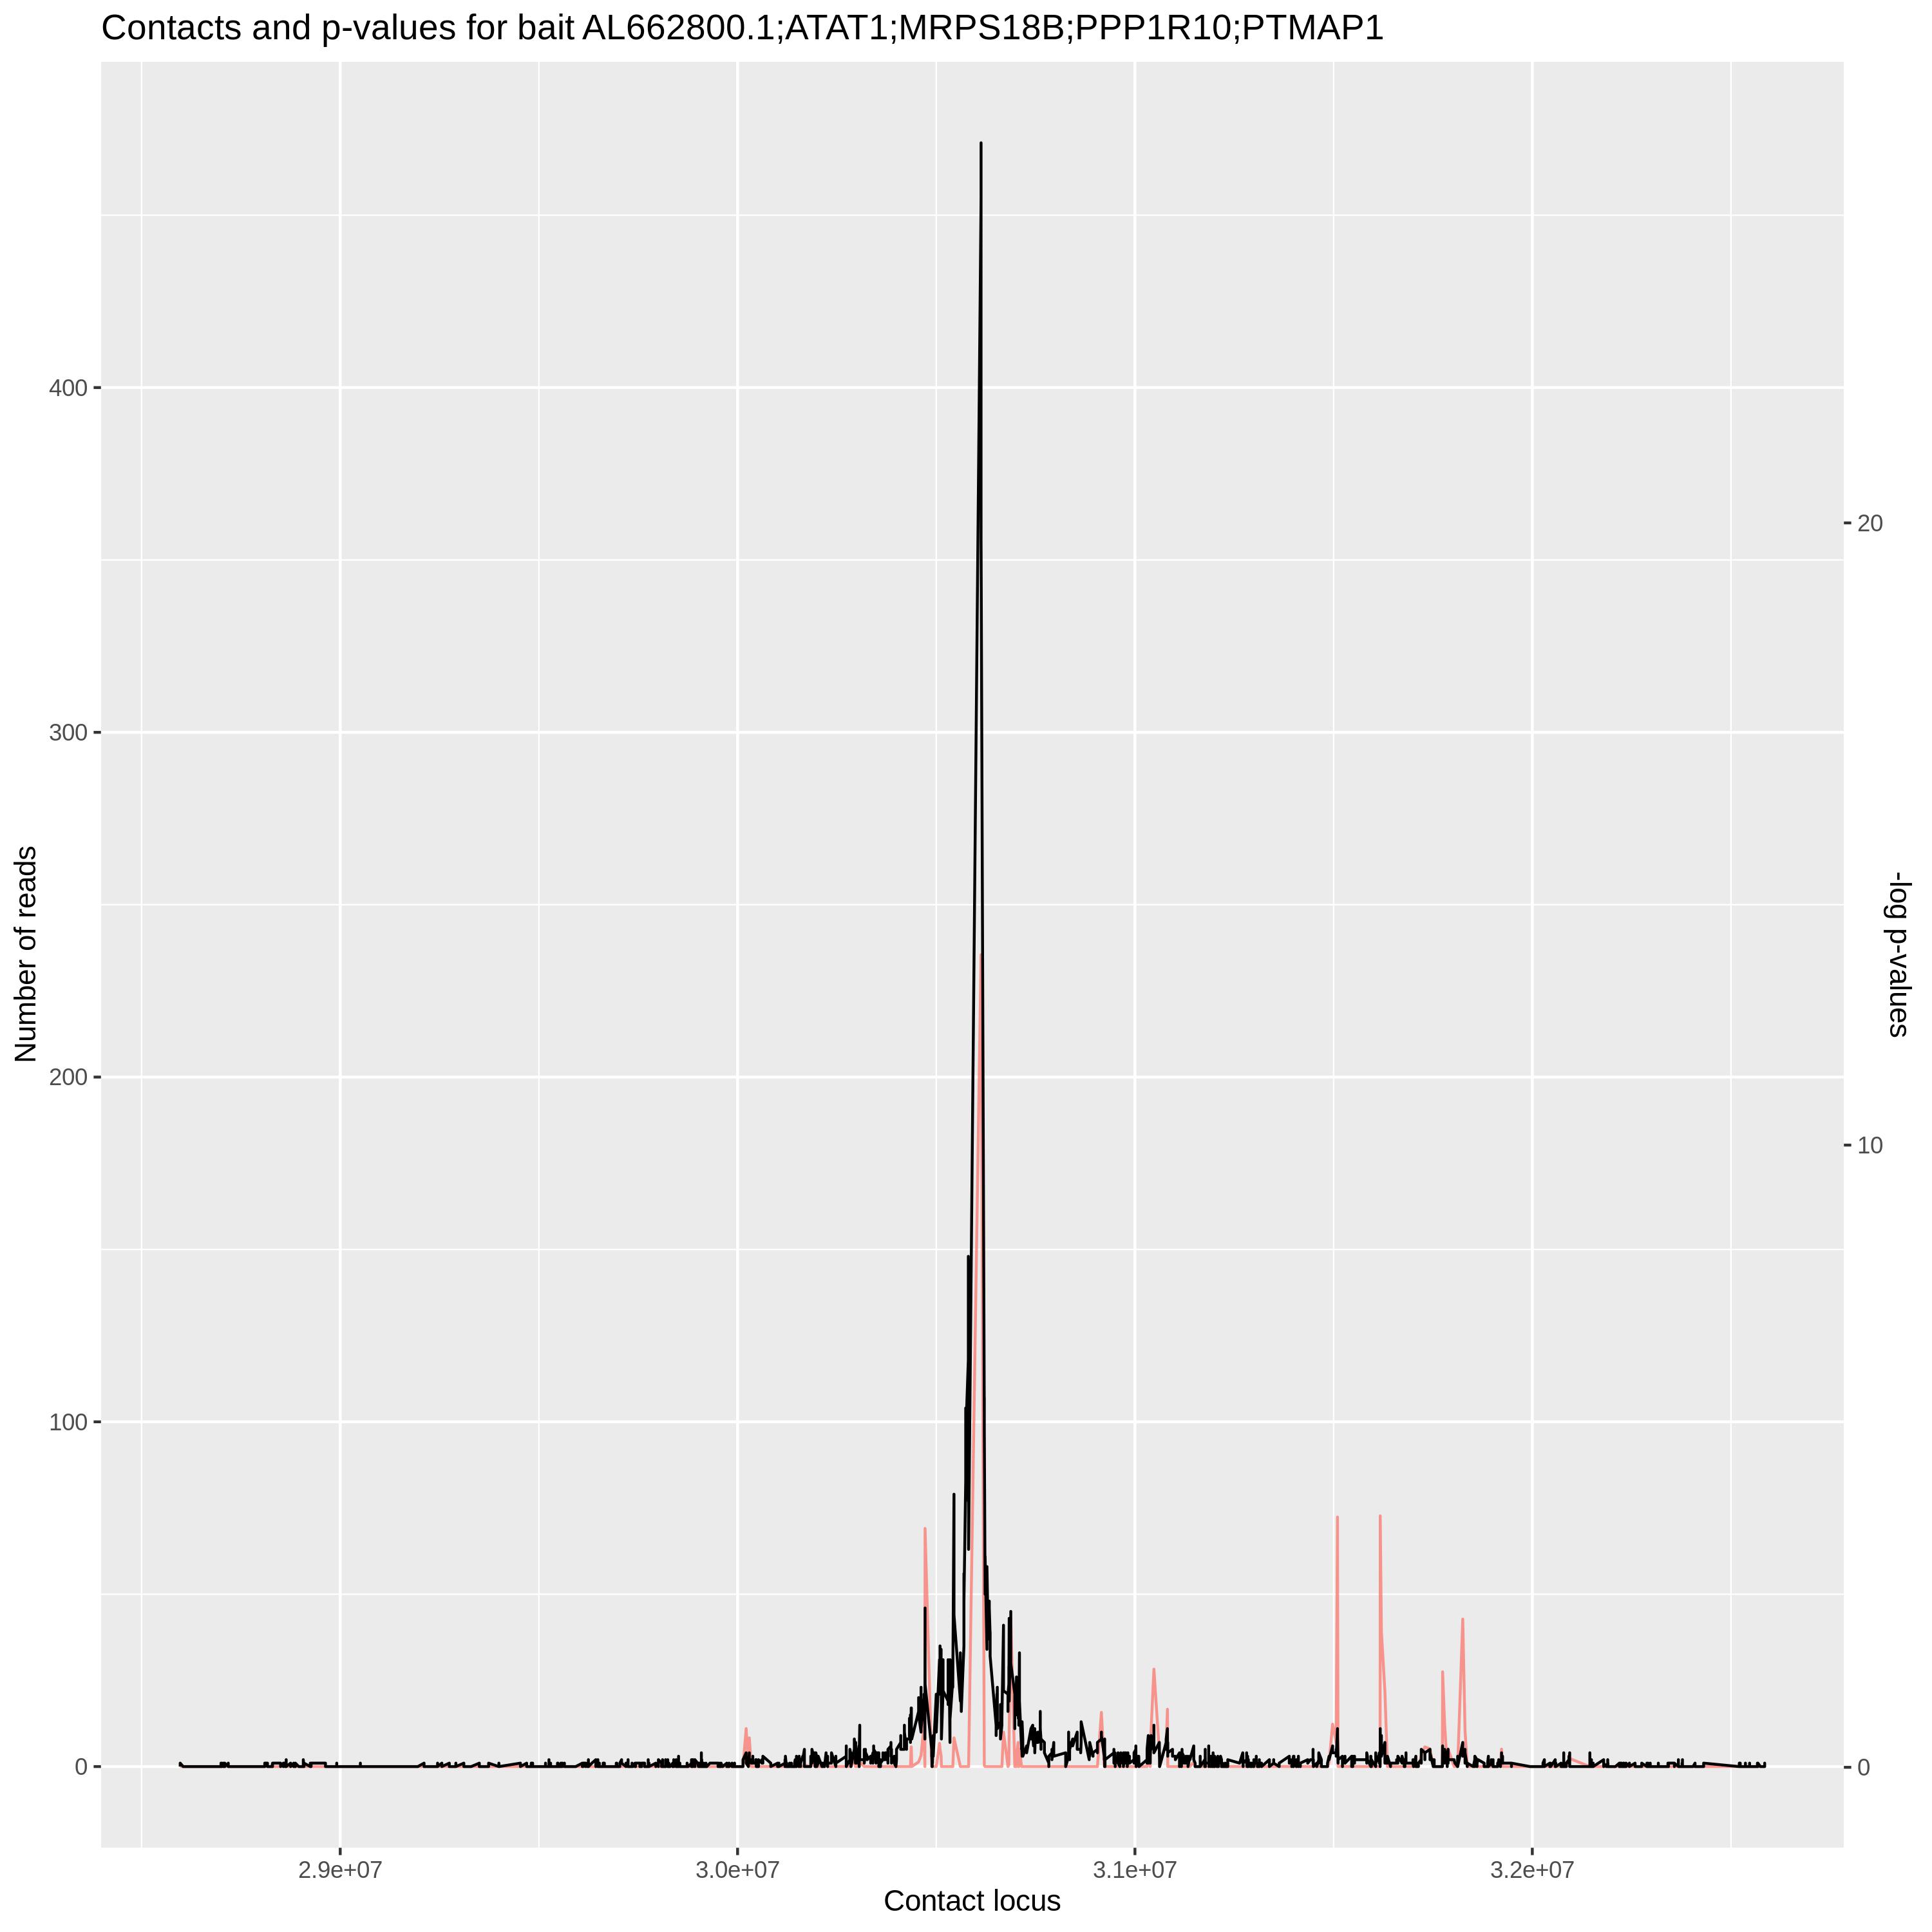 Contacts and p-values for bait AL662800.1;ATAT1;MRPS18B;PPP1R10;PTMAP1
400
300
200
100
0
Number of reads
20
10
0
-log p-values
2.9e+07 3.0e+07 3.1e+07 3.2e+07
Contact locus